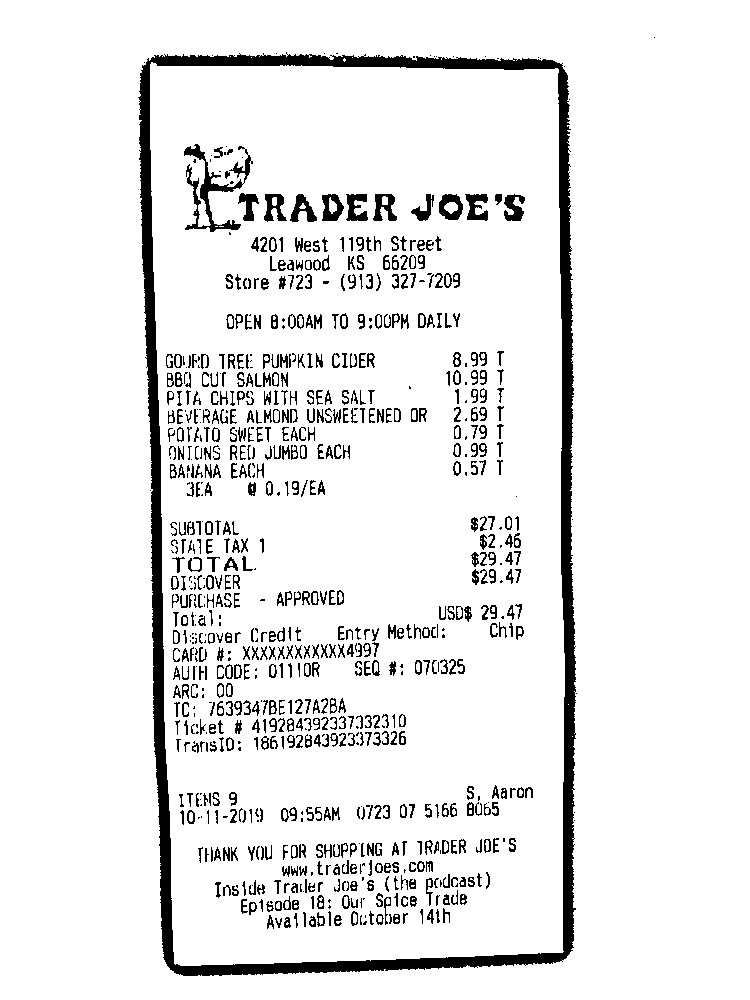 TRADER JOE'S
4201 West 119th Street
Leawood KS 66209
Store #723 - (913) 327-7209
OPEN 8:00AM TO 9:00PM DAILY
GOURD TREE PUMPKIN CIDER 8.99 T
BBQ CUT SALMON 10.99 T
PITA CHIPS WITH SEA SALT 1.99 T
BEVERAGE ALMOND UNSWEETENED OR 2.69 T
POTATO SWEET EACH 0.79 T
ONIONS RED JUMBO EACH 0.99 T
BANANA EACH 0.57 T
3EA @ 0.19/EA
SUBTOTAL $27.01
STATE TAX 1 $2.46
TOTAL $29.47
DISCOVER $29.47
PURCHASE - APPROVED
Total: USD$ 29.47
Discover Credit Entry Method: Chip
CARD #: XXXXXXXXXXXX4997
AUTH CODE: 01110R SEQ #: 070325
ARC: 00
TC: 7639347BE127A2BA
Ticket # 419284392337332310
TransID: 186192843923373326
ITEMS 9 S, Aaron
10-11-2019 09:55AM 0723 07 5166 8065
THANK YOU FOR SHOPPING AT TRADER JOE'S
www.traderjoes.com
Inside Trader Joe's (the podcast)
Episode 18: Our Spice Trade
Available October 14th